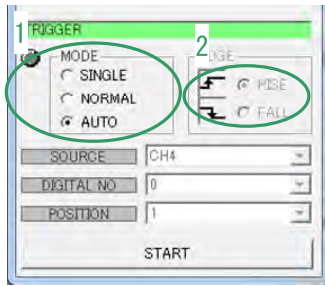 1
TRIGGER
2
MODE
EDGE
SINGLE
RISE
NORMAL
FALL
AUTO
SOURCE CH4
DIGITAL NO 0
POSITION 1
START